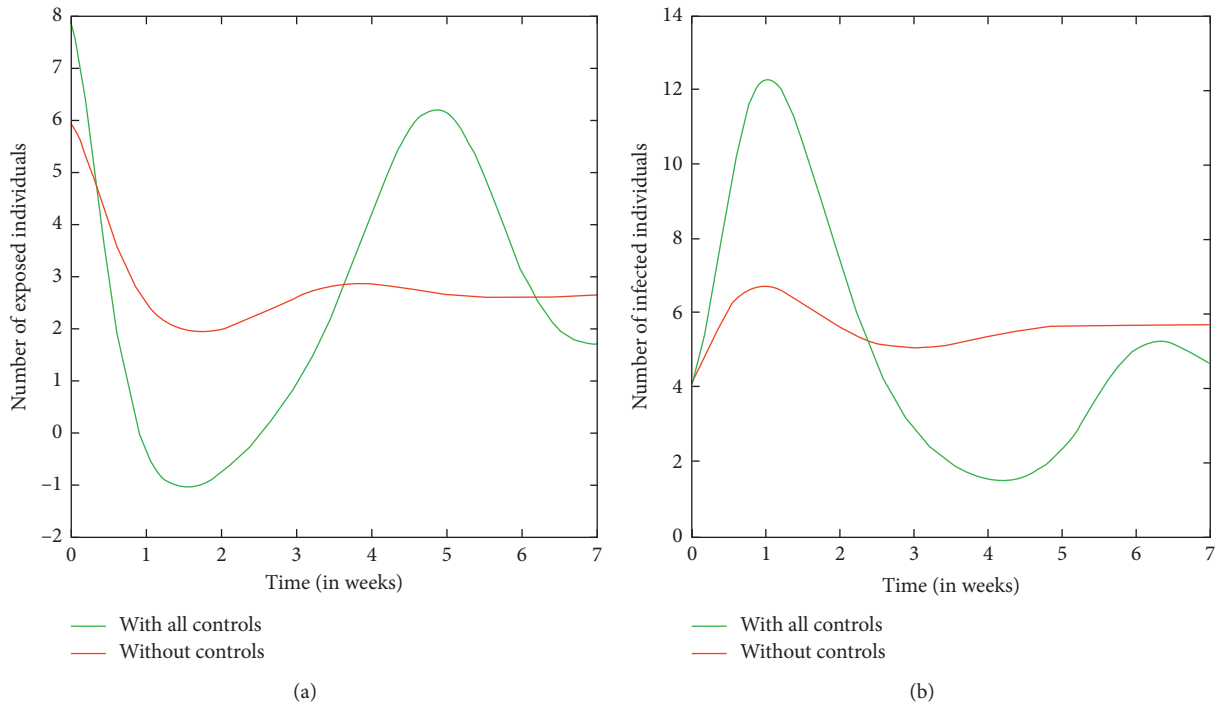 8
7
6
5
4
3
2
1
0
–1
–2
Number of exposed individuals
0 1 2 3 4 5 6 7
Time (in weeks)
With all controls
Without controls
(a)
14
12
10
8
6
4
2
0
Number of infected individuals
0 1 2 3 4 5 6 7
Time (in weeks)
With all controls
Without controls
(b)